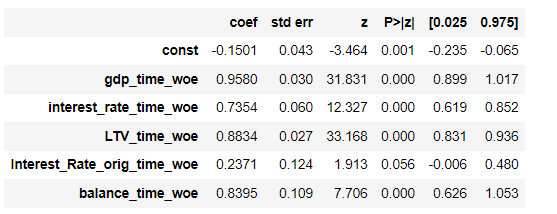 coef std err z P>|z| [0.025 0.975]
const -0.1501 0.043 -3.464 0.001 -0.235 -0.065
gdp_time_woe 0.9580 0.030 31.831 0.000 0.899 1.017
interest_rate_time_woe 0.7354 0.060 12.327 0.000 0.619 0.852
LTV_time_woe 0.8834 0.027 33.168 0.000 0.831 0.936
Interest_Rate_orig_time_woe 0.2371 0.124 1.913 0.056 -0.006 0.480
balance_time_woe 0.8395 0.109 7.706 0.000 0.626 1.053